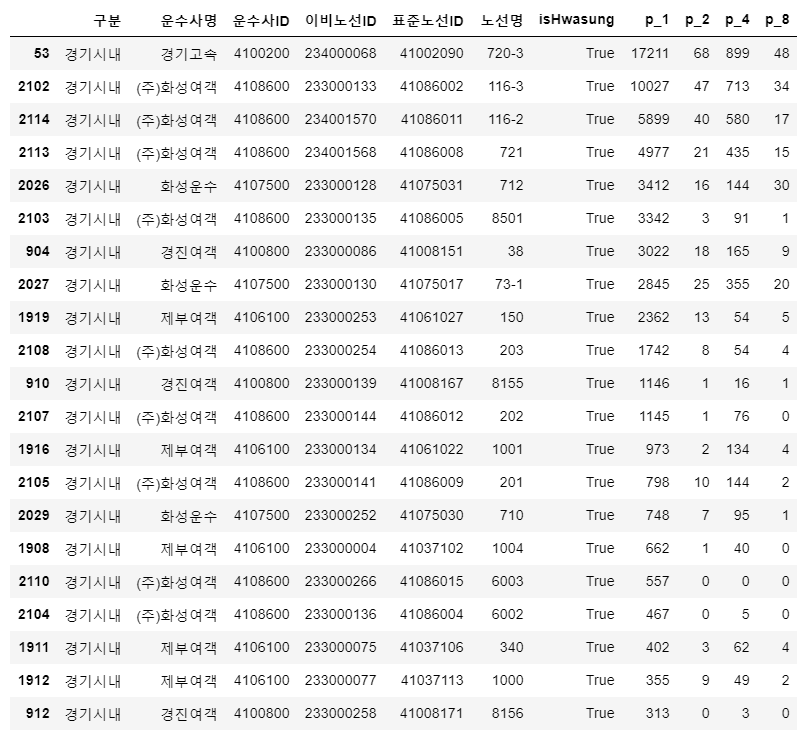 구분 운수사명 운수사ID 이비노선ID 표준노선ID 노선명 isHwasung p_1 p_2 p_4 p_8
53 경기시내 경기고속 4100200 234000068 41002090 720-3 True 17211 68 899 48
2102 경기시내 (주)화성여객 4108600 233000133 41086002 116-3 True 10027 47 713 34
2114 경기시내 (주)화성여객 4108600 234001570 41086011 116-2 True 5899 40 580 17
2113 경기시내 (주)화성여객 4108600 234001568 41086008 721 True 4977 21 435 15
2026 경기시내 화성운수 4107500 233000128 41075031 712 True 3412 16 144 30
2103 경기시내 (주)화성여객 4108600 233000135 41086005 8501 True 3342 3 91 1
904 경기시내 경진여객 4100800 233000086 41008151 38 True 3022 18 165 9
2027 경기시내 화성운수 4107500 233000130 41075017 73-1 True 2845 25 355 20
1919 경기시내 제부여객 4106100 233000253 41061027 150 True 2362 13 54 5
2108 경기시내 (주)화성여객 4108600 233000254 41086013 203 True 1742 8 54 4
910 경기시내 경진여객 4100800 233000139 41008167 8155 True 1146 1 16 1
2107 경기시내 (주)화성여객 4108600 233000144 41086012 202 True 1145 1 76 0
1916 경기시내 제부여객 4106100 233000134 41061022 1001 True 973 2 134 4
2105 경기시내 (주)화성여객 4108600 233000141 41086009 201 True 798 10 144 2
2029 경기시내 화성운수 4107500 233000252 41075030 710 True 748 7 95 1
1908 경기시내 제부여객 4106100 233000004 41037102 1004 True 662 1 40 0
2110 경기시내 (주)화성여객 4108600 233000266 41086015 6003 True 557 0 0 0
2104 경기시내 (주)화성여객 4108600 233000136 41086004 6002 True 467 0 5 0
1911 경기시내 제부여객 4106100 233000075 41037106 340 True 402 3 62 4
1912 경기시내 제부여객 4106100 233000077 41037113 1000 True 355 9 49 2
912 경기시내 경진여객 4100800 233000258 41008171 8156 True 313 0 3 0